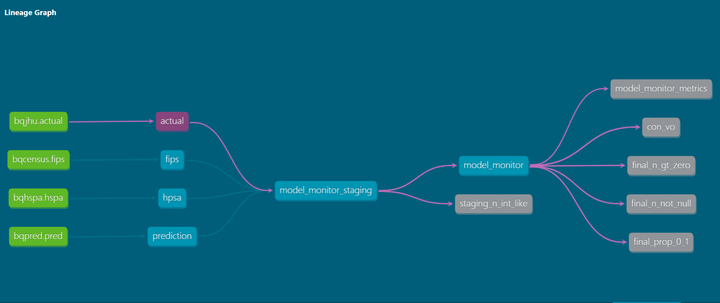 Lineage Graph
bqjhu.actual
actual
bqcensus.fips
fips
bqhspa.hspa
hpsa
bqpred.pred
prediction
model_monitor_staging
model_monitor
staging_n_int_like
model_monitor_metrics
con_vo
final_n_gt_zero
final_n_not_null
final_prop_0_1